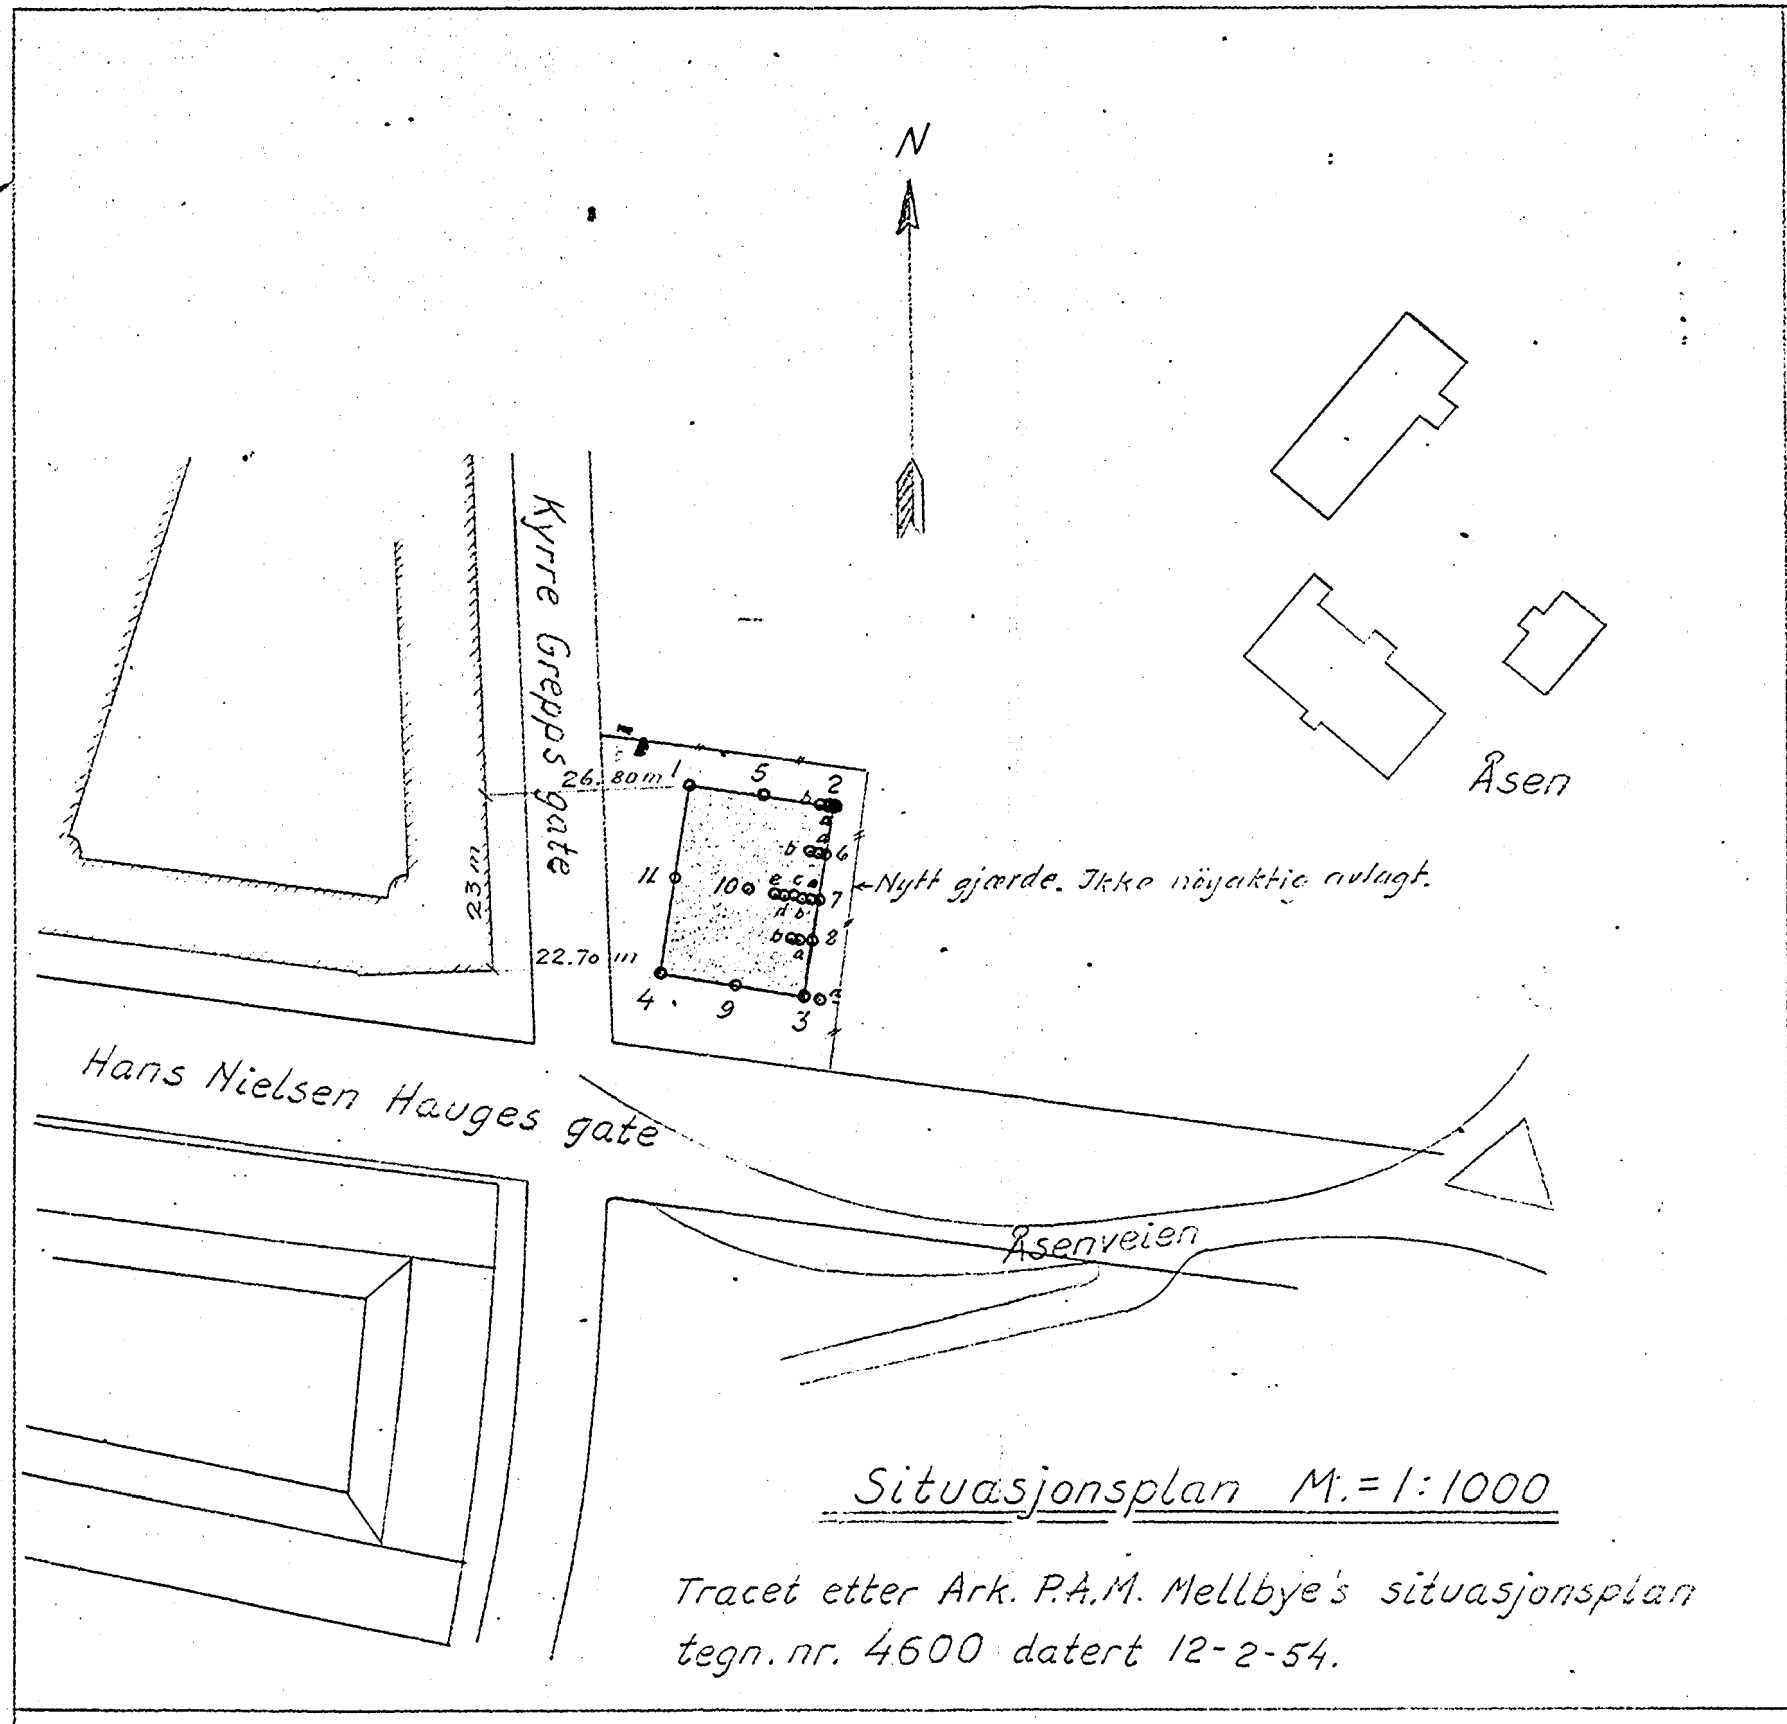 N
Kyrre Grepps gate
Åsen
26.80 m
1
5
2
b
a
a
b
6
Nytt gjærde. Ikke nöyaktig avlagt.
11
10
e
c
a
7
d
b
23 m
b
8
a
22.70 m
4
9
3
a
Hans Nielsen Hauges gate
Åsenveien
Situasjonsplan M.=1:1000
Tracet etter Ark. P.A.M. Mellbye's situasjonsplan
tegn. nr. 4600 datert 12-2-54.